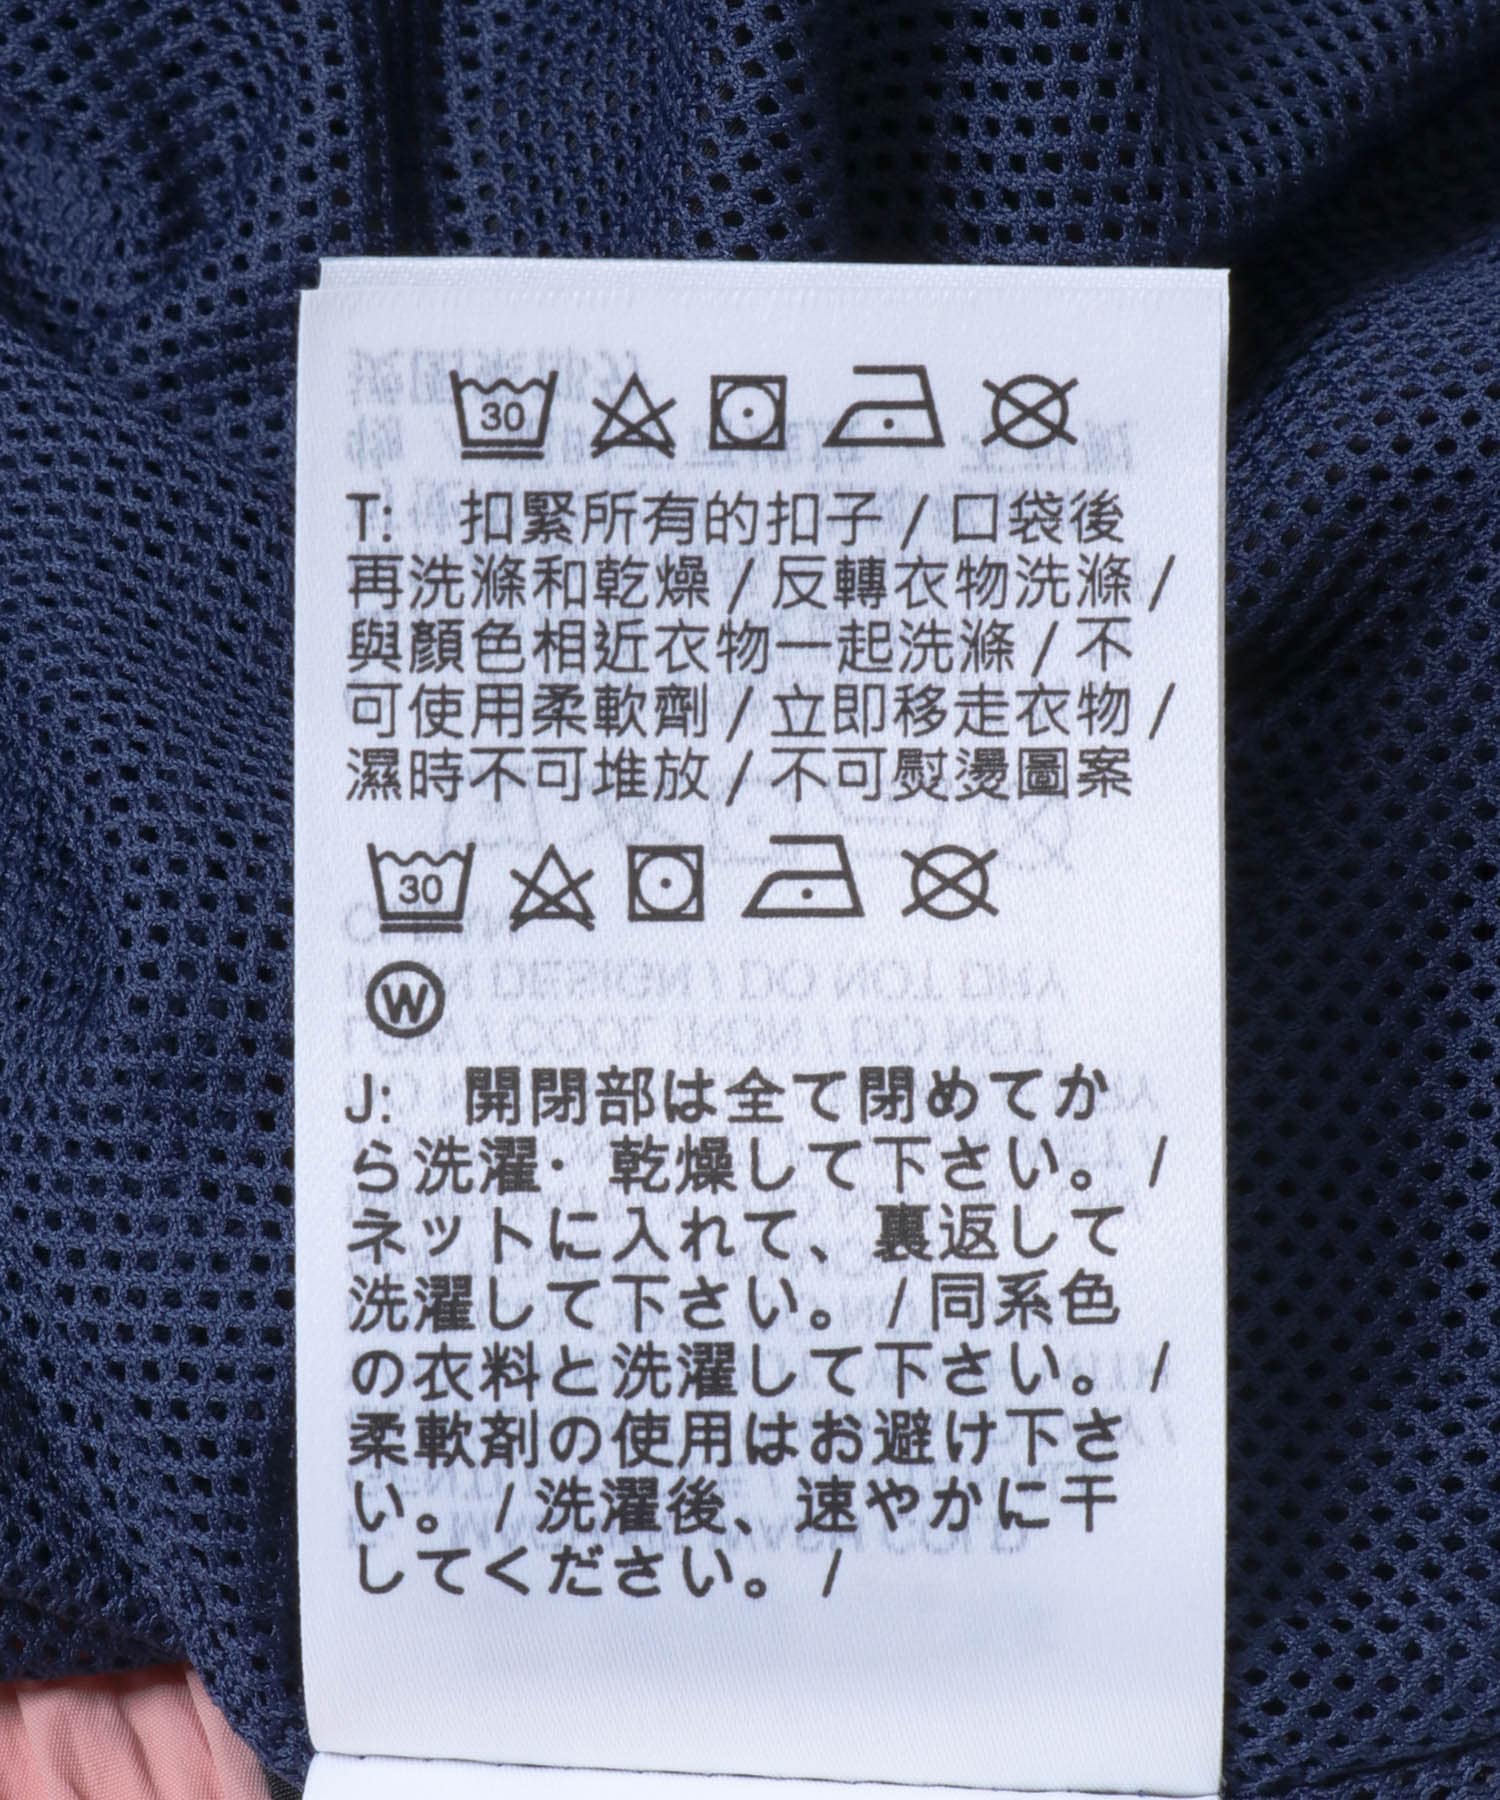 30
T: 扣緊所有的扣子 / 口袋後
再洗滌和乾燥 / 反轉衣物洗滌 /
與顏色相近衣物一起洗滌 / 不
可使用柔軟劑 / 立即移走衣物 /
濕時不可堆放 / 不可熨燙圖案
30
W
J: 開閉部は全て閉めてか
ら洗濯・乾燥して下さい。 /
ネットに入れて、裏返して
洗濯して下さい。 / 同系色
の衣料と洗濯して下さい。 /
柔軟剤の使用はお避け下さ
い。 / 洗濯後、速やかに干
してください。 /